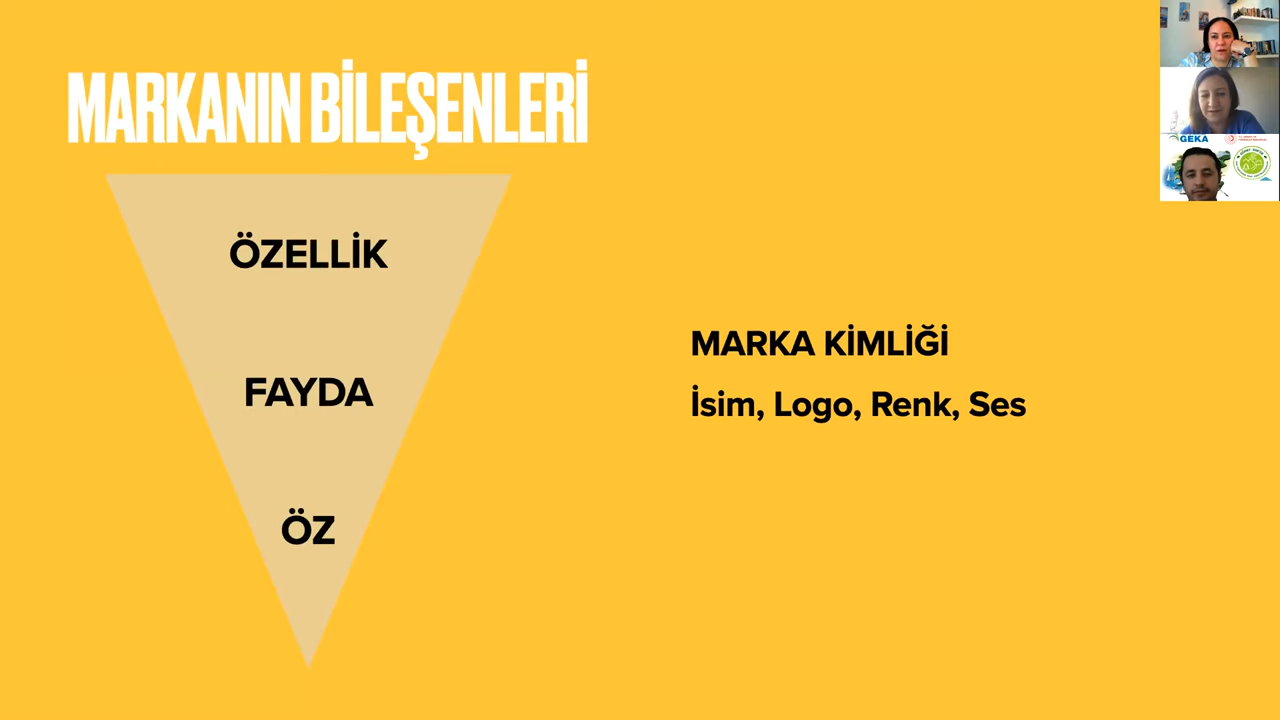 MARKANIN BİLEŞENLERİ
ÖZELLİK
FAYDA
ÖZ
MARKA KİMLİĞİ
İsim, Logo, Renk, Ses
GEKA